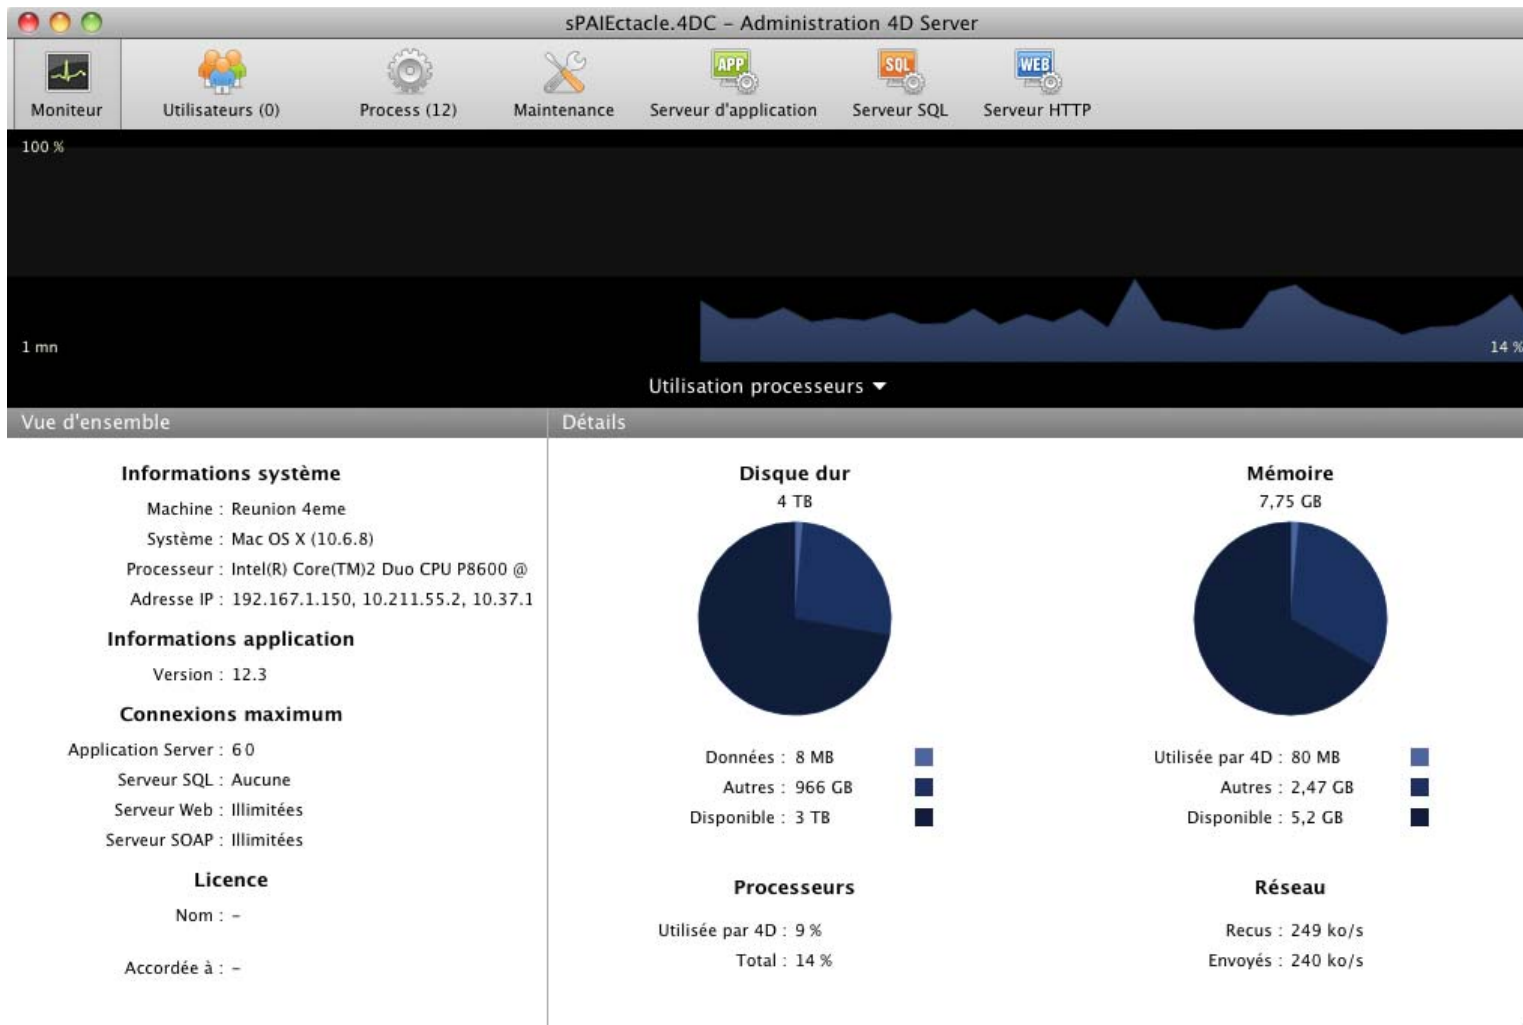 sPAIEctacle.4DC – Administration 4D Server
Moniteur
Utilisateurs (0)
Process (12)
Maintenance
APP
Serveur d'application
SQL
Serveur SQL
WEB
Serveur HTTP
100 %
1 mn
14 %
Utilisation processeurs
Vue d'ensemble
Informations système
Machine : Reunion 4eme
Système : Mac OS X (10.6.8)
Processeur : Intel(R) Core(TM)2 Duo CPU P8600 @
Adresse IP : 192.167.1.150, 10.211.55.2, 10.37.1
Informations application
Version : 12.3
Connexions maximum
Application Server : 60
Serveur SQL : Aucune
Serveur Web : Illimitées
Serveur SOAP : Illimitées
Licence
Nom : –
Accordée à : –
Détails
Disque dur
4 TB
Données : 8 MB
Autres : 966 GB
Disponible : 3 TB
Mémoire
7,75 GB
Utilisée par 4D : 80 MB
Autres : 2,47 GB
Disponible : 5,2 GB
Processeurs
Utilisée par 4D : 9 %
Total : 14 %
Réseau
Recus : 249 ko/s
Envoyés : 240 ko/s